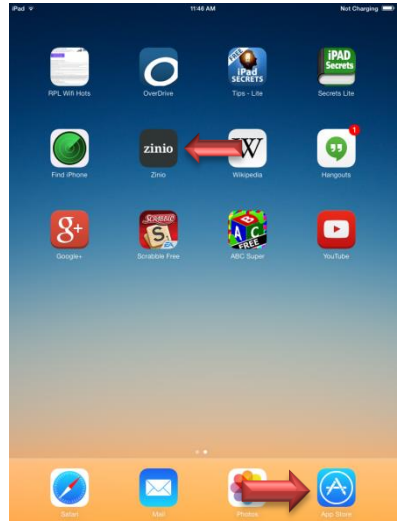 iPad 11:46 AM Not Charging
FREE
iPad
SECRETS
iPAD
Secrets
RPL Wifi Hots OverDrive Tips - Lite Secrets Lite
zinio
W
1
Find iPhone Zinio Wikipedia Hangouts
g+
SCRABBLE
S
EA
A
B
C
FREE
Google+ Scrabble Free ABC Super YouTube
Safari Mail Photos App Store